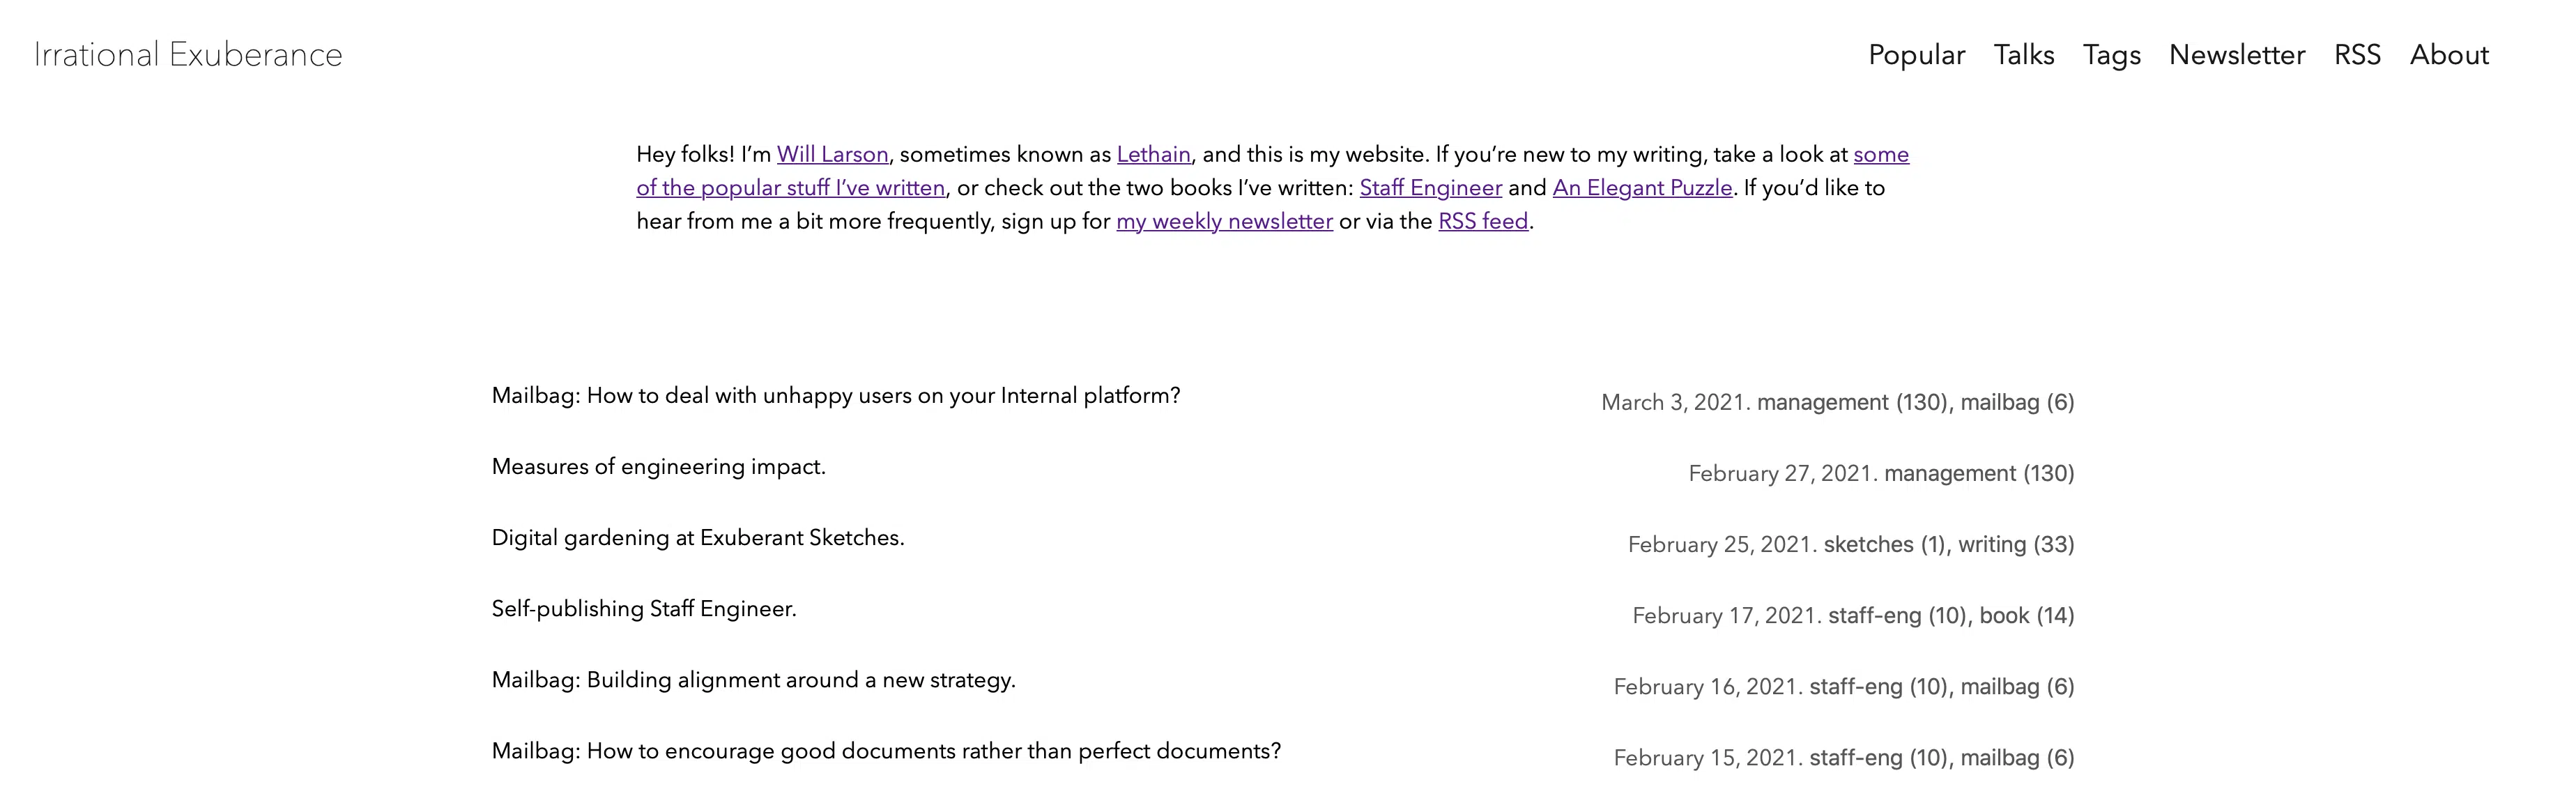 Irrational Exuberance
Popular Talks Tags Newsletter RSS About
Hey folks! I’m Will Larson, sometimes known as Lethain, and this is my website. If you’re new to my writing, take a look at some
of the popular stuff I’ve written, or check out the two books I’ve written: Staff Engineer and An Elegant Puzzle. If you’d like to
hear from me a bit more frequently, sign up for my weekly newsletter or via the RSS feed.
Mailbag: How to deal with unhappy users on your Internal platform?
March 3, 2021. management (130), mailbag (6)
Measures of engineering impact.
February 27, 2021. management (130)
Digital gardening at Exuberant Sketches.
February 25, 2021. sketches (1), writing (33)
Self-publishing Staff Engineer.
February 17, 2021. staff-eng (10), book (14)
Mailbag: Building alignment around a new strategy.
February 16, 2021. staff-eng (10), mailbag (6)
Mailbag: How to encourage good documents rather than perfect documents?
February 15, 2021. staff-eng (10), mailbag (6)